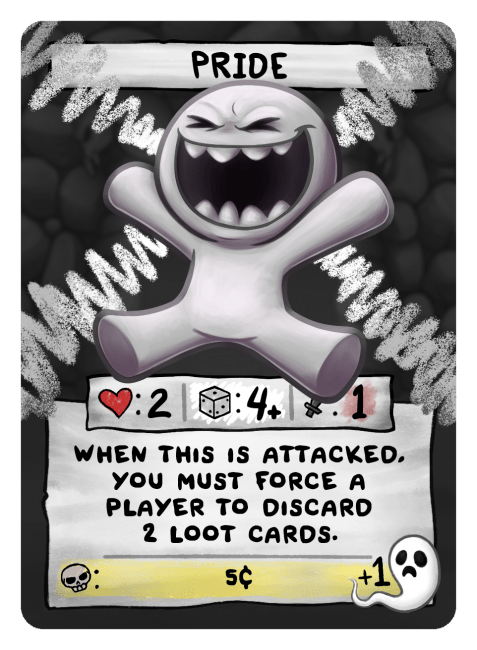 PRIDE
:2 :4+ :1
WHEN THIS IS ATTACKED,
YOU MUST FORCE A
PLAYER TO DISCARD
2 LOOT CARDS.
: 5¢ +1